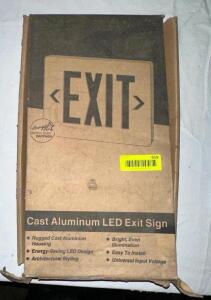 EXIT
Cast Aluminum LED Exit Sign
Rugged Cast Aluminum
Housing
Energy-Saving LED Design
Architectural Styling
Bright, Even
Illumination
Easy To Install
Universal Input Voltage